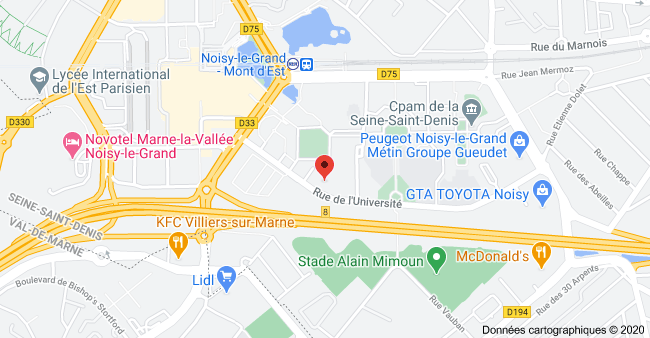 D75
Rue du Marnois
Noisy-le-Grand
- Mont d'Est
RER
D75
Rue Jean Mermoz
Lycée International
de l'Est Parisien
Rue Etienne Dolet
Cpam de la
Seine-Saint-Denis
D330
D33
Novotel Marne-la-Vallée
Noisy-le-Grand
Peugeot Noisy-le-Grand
Métin Groupe Gueudet
Rue Chappe
Rue des Abeilles
Rue de l'Université
GTA TOYOTA Noisy
8
SEINE-SAINT-DENIS
VAL-DE-MARNE
KFC Villiers-sur-Marne
Stade Alain Mimoun
McDonald's
Lidl
Boulevard de Bishop's Stortford
Rue Vauban
D194
Rue des 30 Arpents
Données cartographiques © 2020